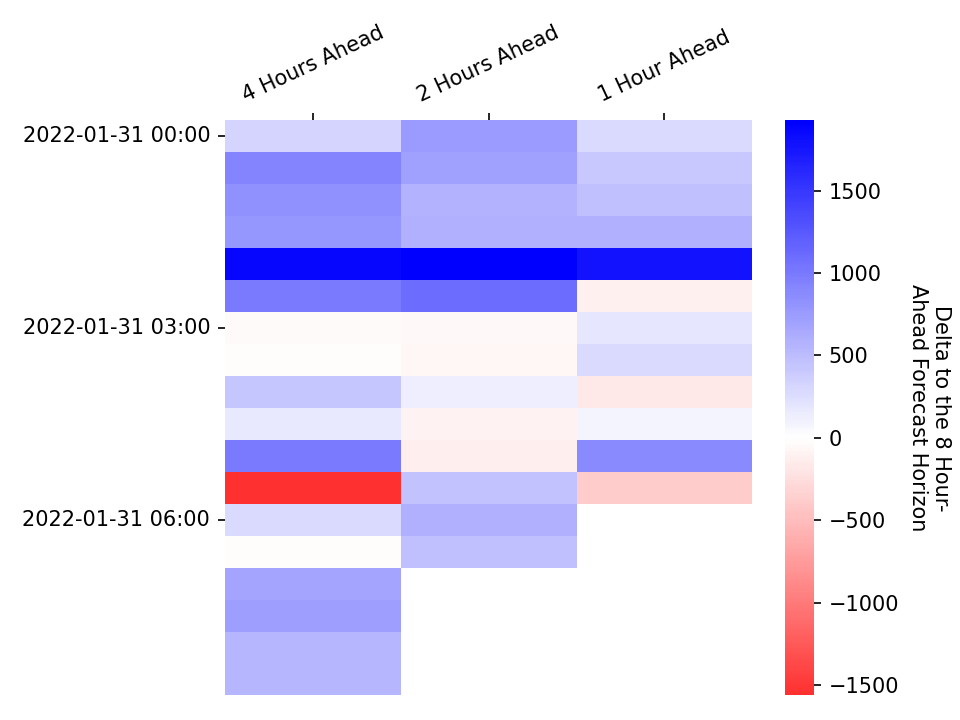 4 Hours Ahead
2 Hours Ahead
1 Hour Ahead
2022-01-31 00:00
2022-01-31 03:00
2022-01-31 06:00
1500
1000
500
0
−500
−1000
−1500
Delta to the 8 Hour-
Ahead Forecast Horizon